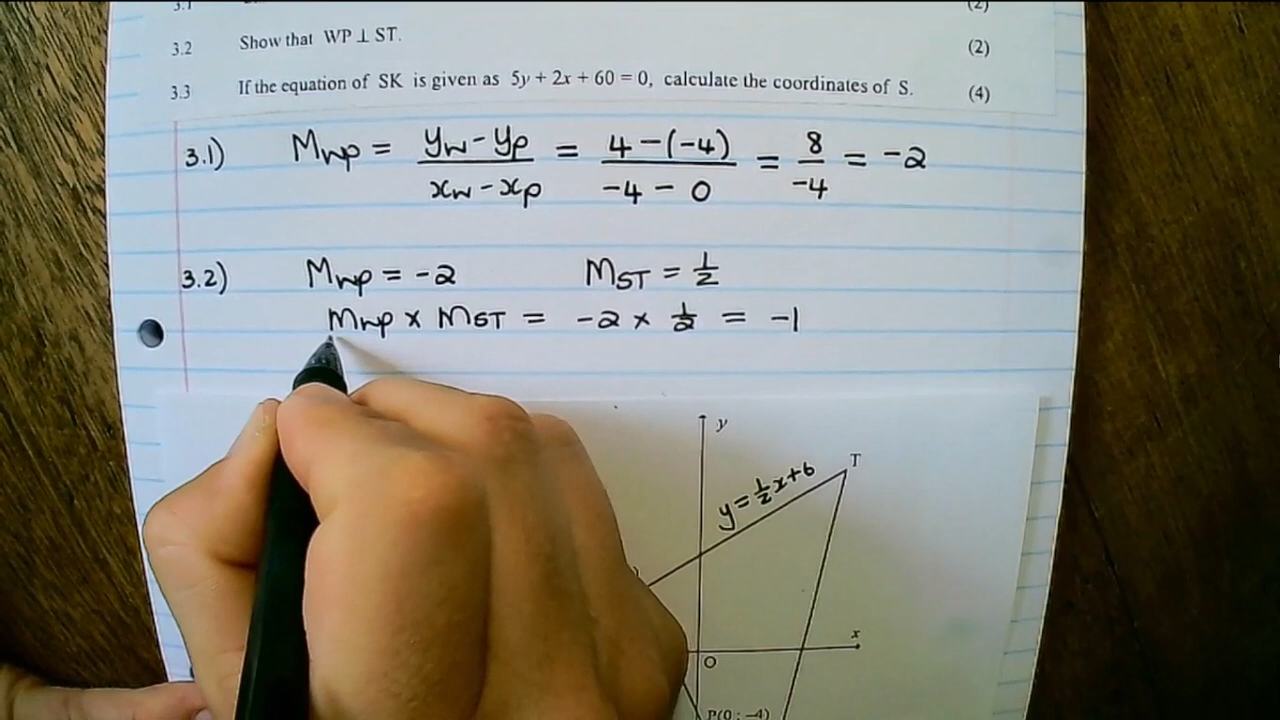 3.1 (2)
3.2 Show that WP ⊥ ST. (2)
3.3 If the equation of SK is given as 5y + 2x + 60 = 0, calculate the coordinates of S. (4)
3.1) MWP = yW - yP / xW - xP = 4 - (-4) / -4 - 0 = 8 / -4 = -2
3.2) MWP = -2 MST = 1/2
MWP × MST = -2 × 1/2 = -1
y
T
y = 1/2x + 6
x
O
P(0 ; -4)